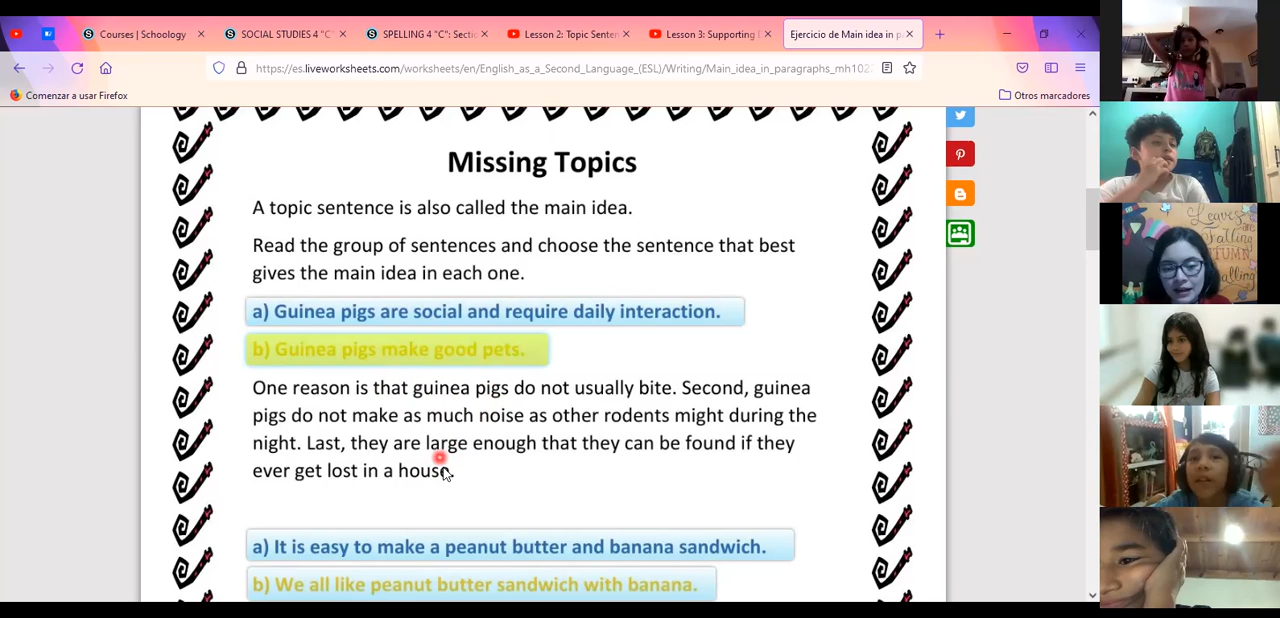 Courses | Schoology
SOCIAL STUDIES 4 "C"
SPELLING 4 "C": Secti
Lesson 2: Topic Senten
Lesson 3: Supporting
Ejercicio de Main idea in p
https://es.liveworksheets.com/worksheets/en/English_as_a_Second_Language_(ESL)/Writing/Main_idea_in_paragraphs_mh102
Comenzar a usar Firefox
Otros marcadores
Missing Topics
A topic sentence is also called the main idea.
Read the group of sentences and choose the sentence that best
gives the main idea in each one.
a) Guinea pigs are social and require daily interaction.
b) Guinea pigs make good pets.
One reason is that guinea pigs do not usually bite. Second, guinea
pigs do not make as much noise as other rodents might during the
night. Last, they are large enough that they can be found if they
ever get lost in a house.
a) It is easy to make a peanut butter and banana sandwich.
b) We all like peanut butter sandwich with banana.
Leaves
are
Falling
AUTUMN
is
Calling